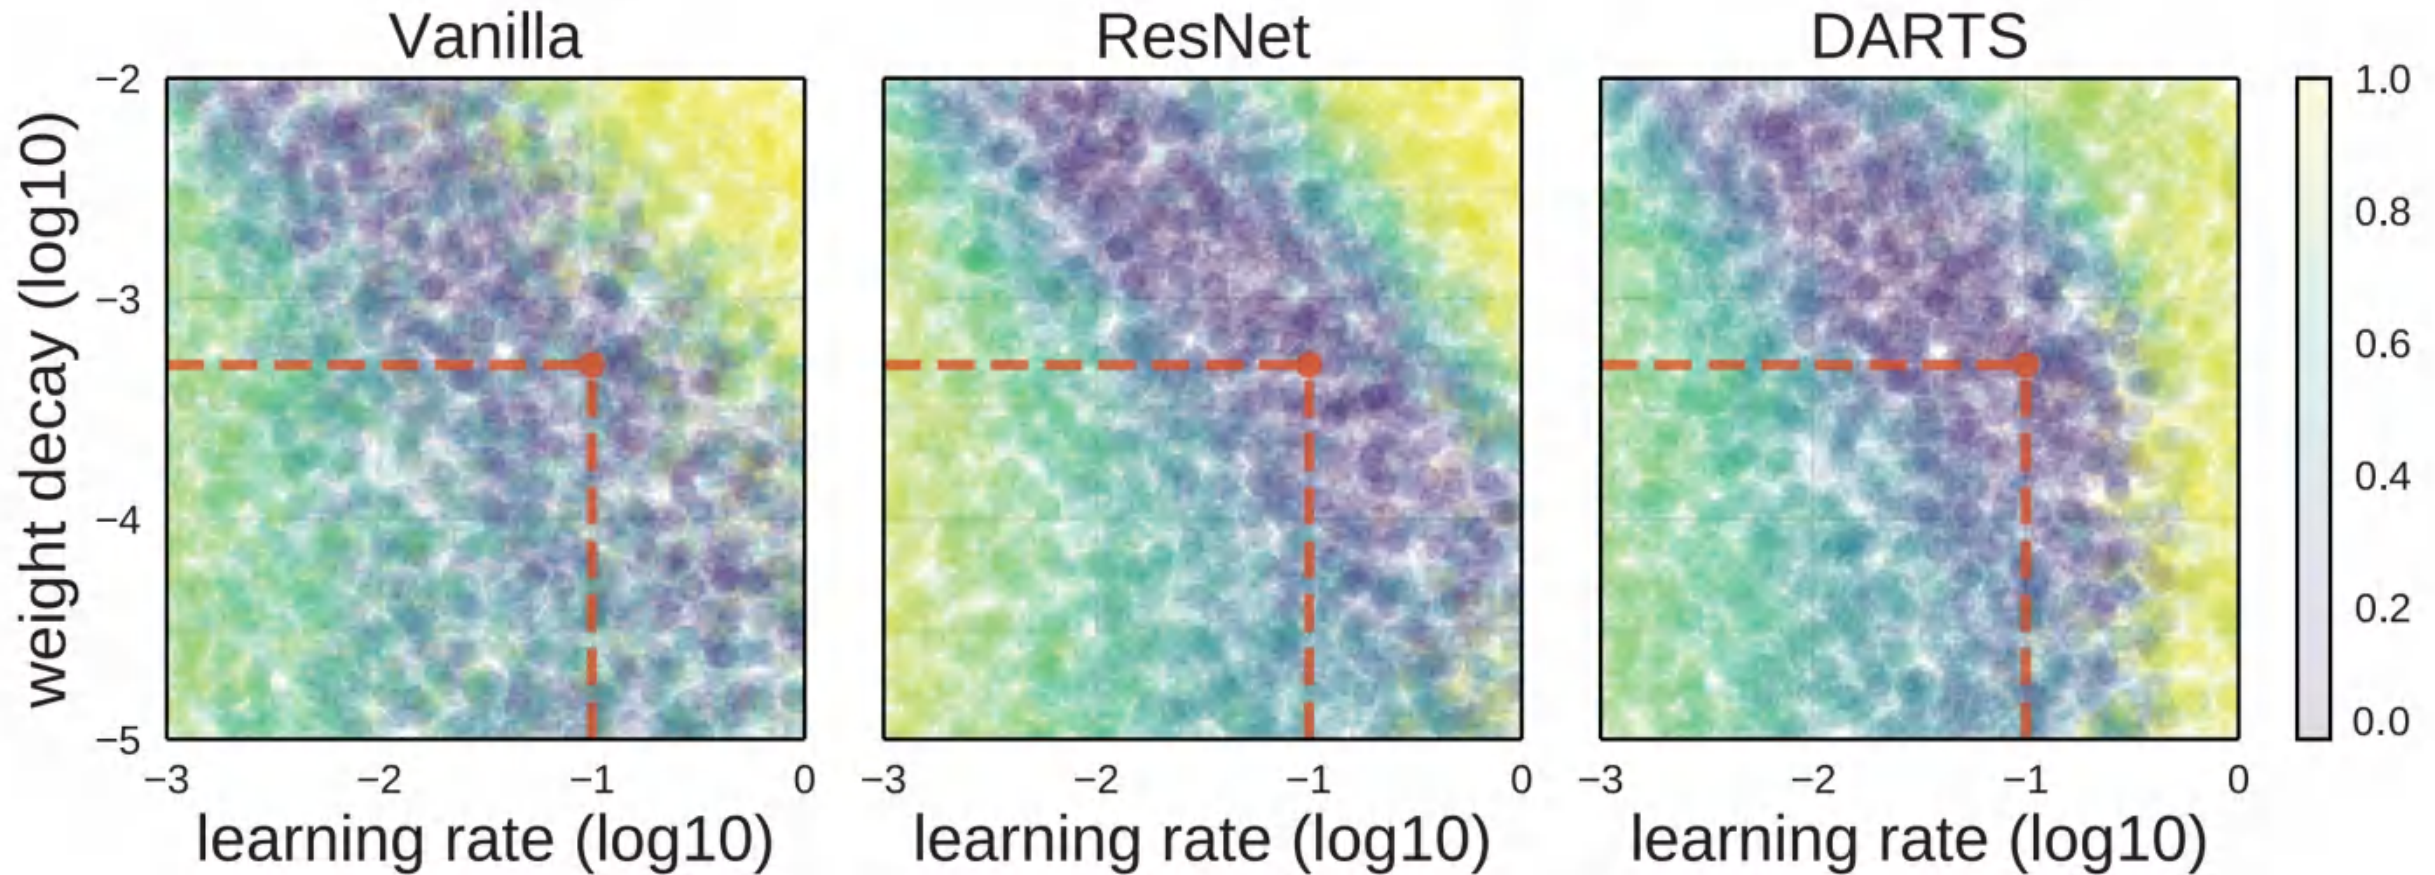 Vanilla ResNet DARTS
weight decay (log10)
−2
−3
−4
−5
1.0
0.8
0.6
0.4
0.2
0.0
−3 −2 −1 0 −3 −2 −1 0 −3 −2 −1 0
learning rate (log10) learning rate (log10) learning rate (log10)